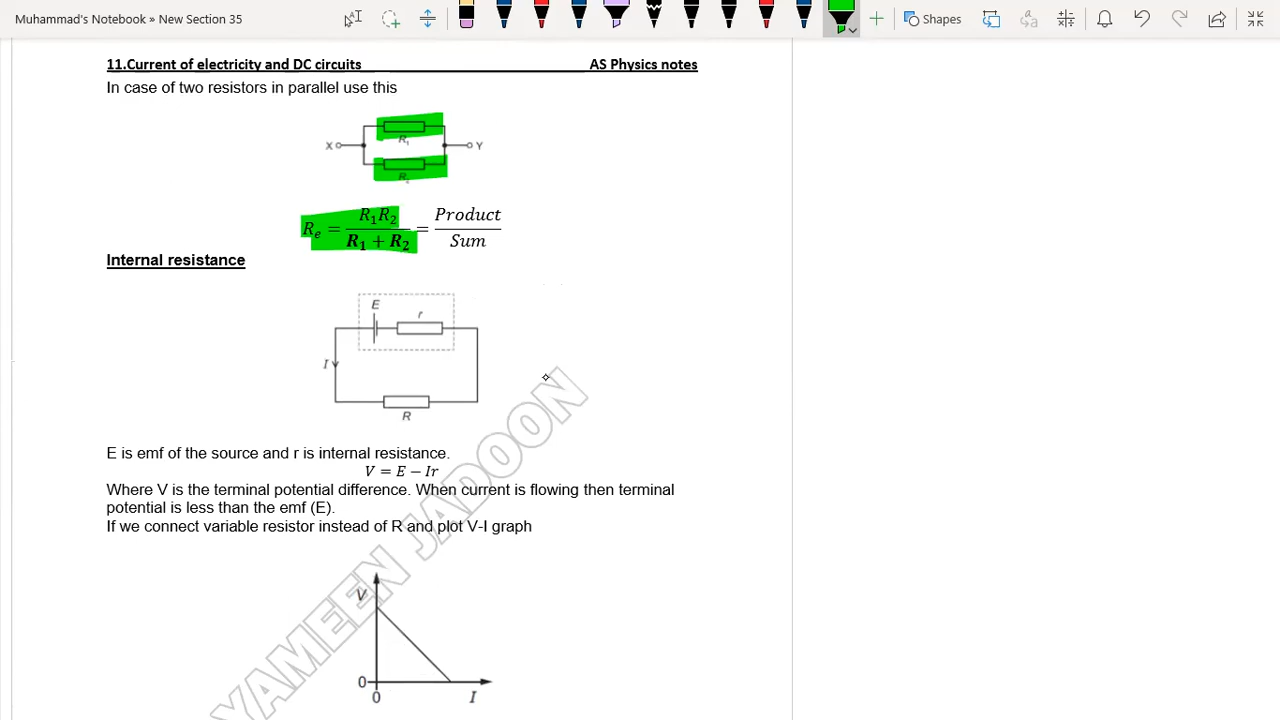 Muhammad's Notebook » New Section 35
Shapes
11.Current of electricity and DC circuits AS Physics notes
In case of two resistors in parallel use this
R₁
X Y
R₂
Rₑ = R₁R₂ / R₁ + R₂ = Product / Sum
Internal resistance
E
r
I
R
E is emf of the source and r is internal resistance.
V = E − Ir
Where V is the terminal potential difference. When current is flowing then terminal
potential is less than the emf (E).
If we connect variable resistor instead of R and plot V-I graph
V
0
0 I
YAMEEN JADOON